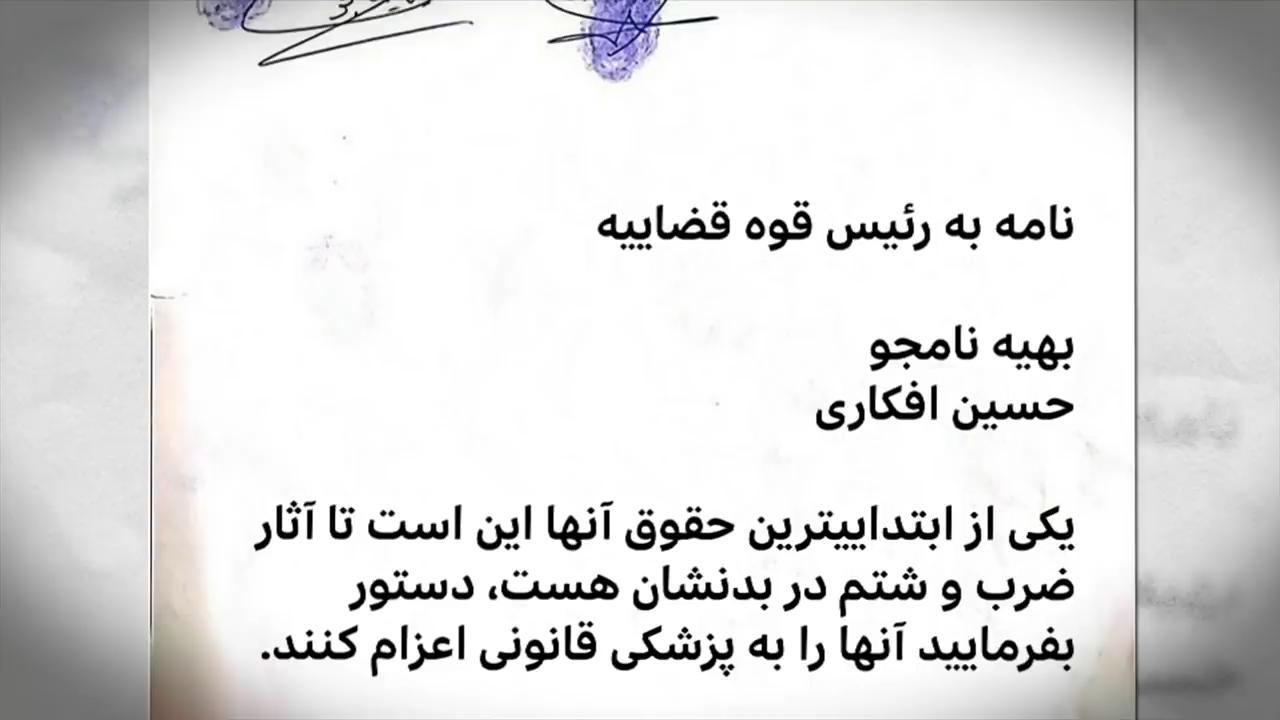 نامه به رئیس قوه قضاییه
بهیه نامجو
حسین افکاری
یکی از ابتداییترین حقوق آنها این است تا آثار
ضرب و شتم در بدنشان هست، دستور
بفرمایید آنها را به پزشکی قانونی اعزام کنند.